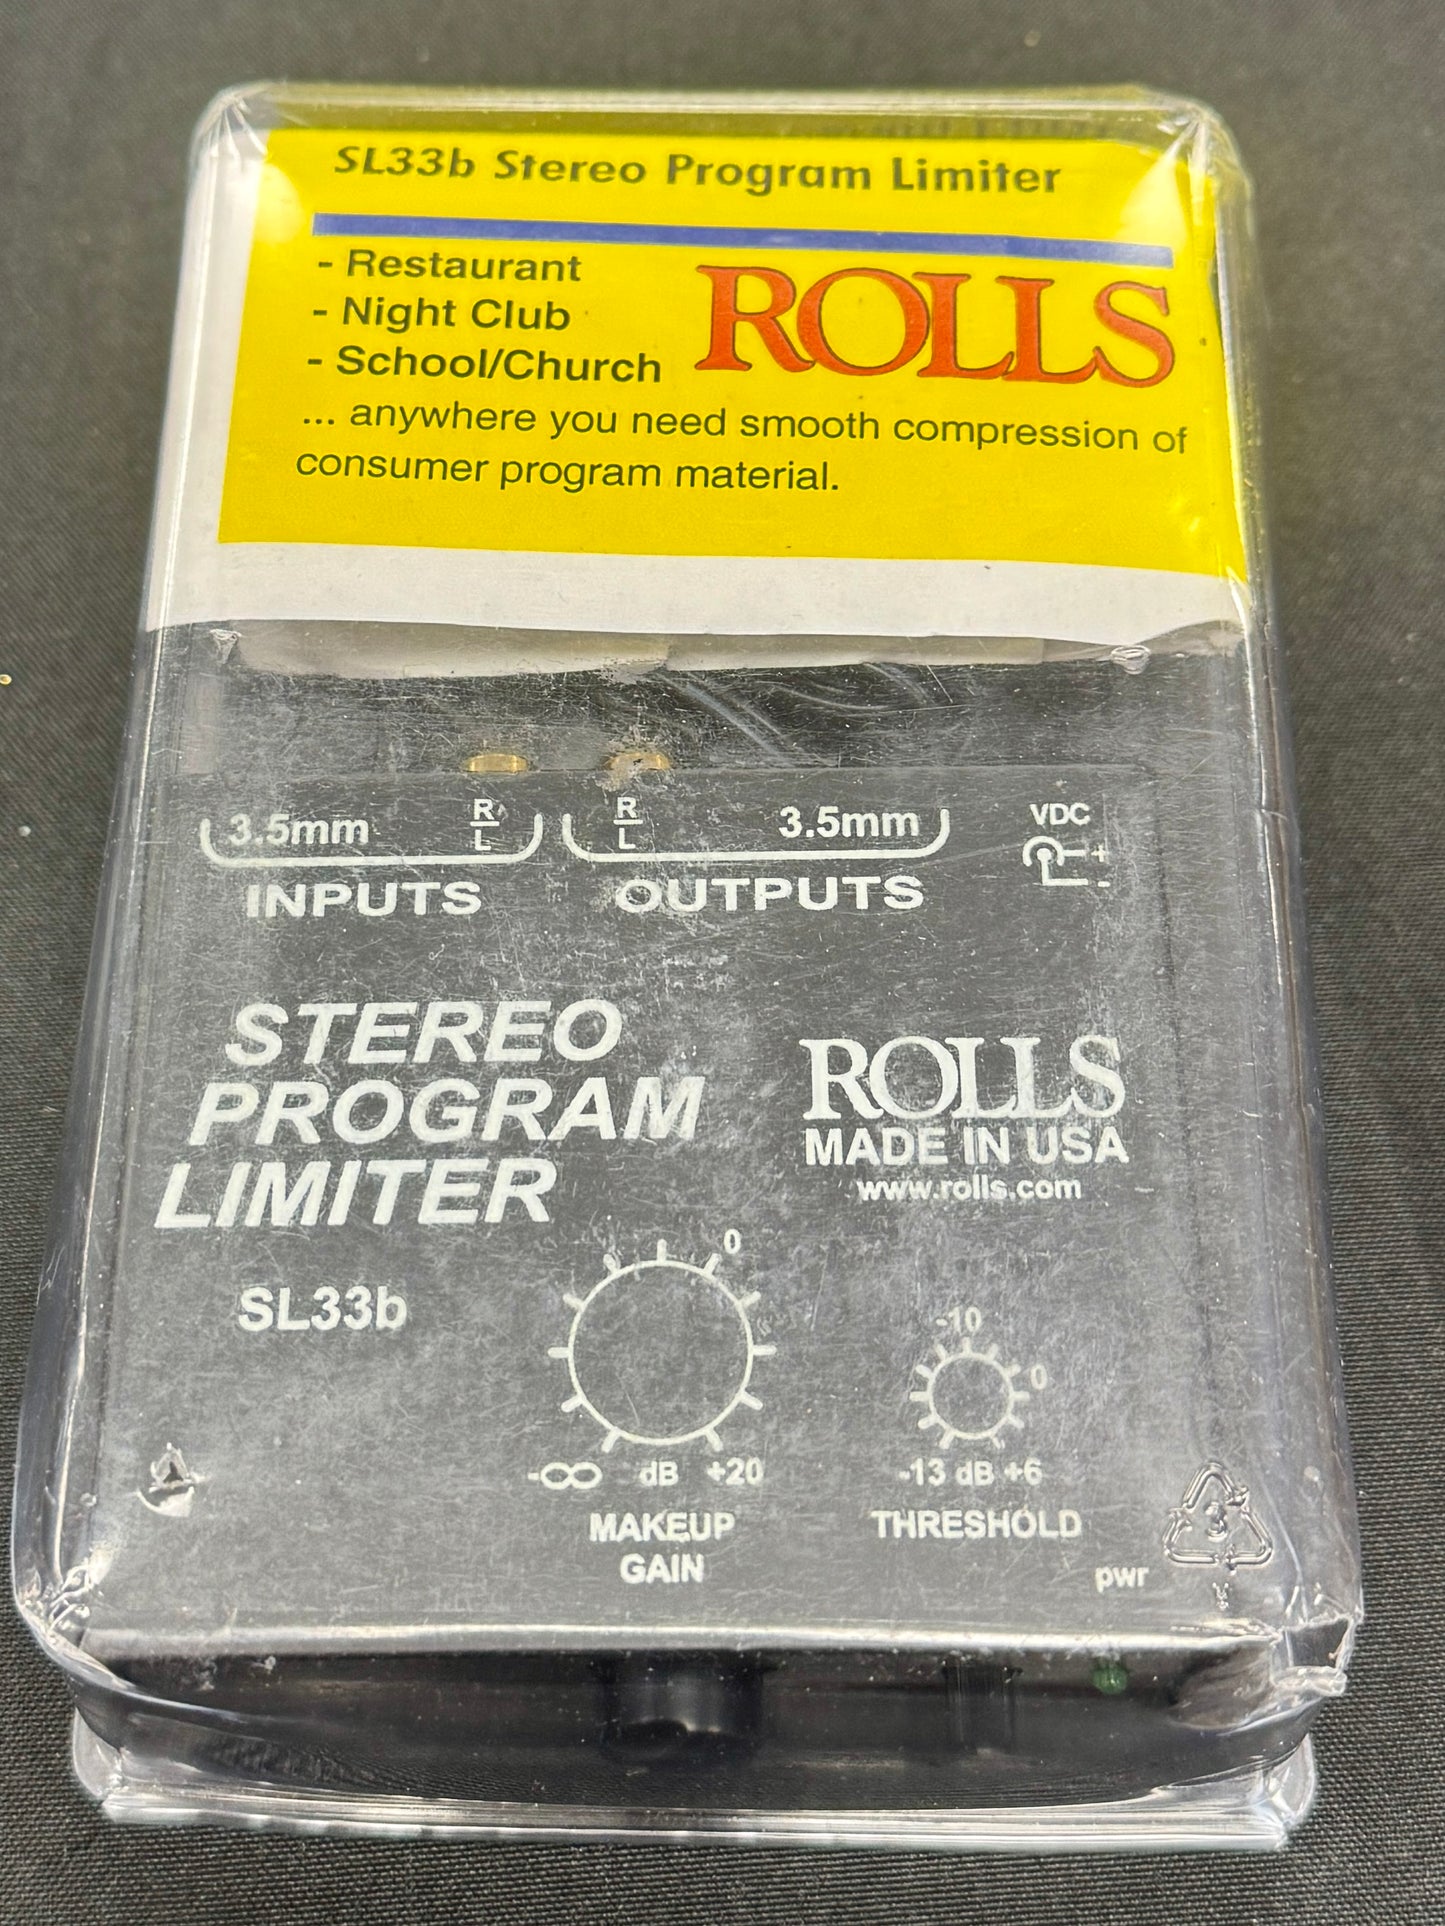 SL33b Stereo Program Limiter
- Restaurant
- Night Club
- School/Church
ROLLS
... anywhere you need smooth compression of
consumer program material.
3.5mm R/L R/L 3.5mm VDC
+
-
INPUTS OUTPUTS
STEREO
PROGRAM
LIMITER
ROLLS
MADE IN USA
www.rolls.com
SL33b
0
-10
0
-∞ dB +20
-13 dB +6
MAKEUP
GAIN
THRESHOLD
pwr
3
V